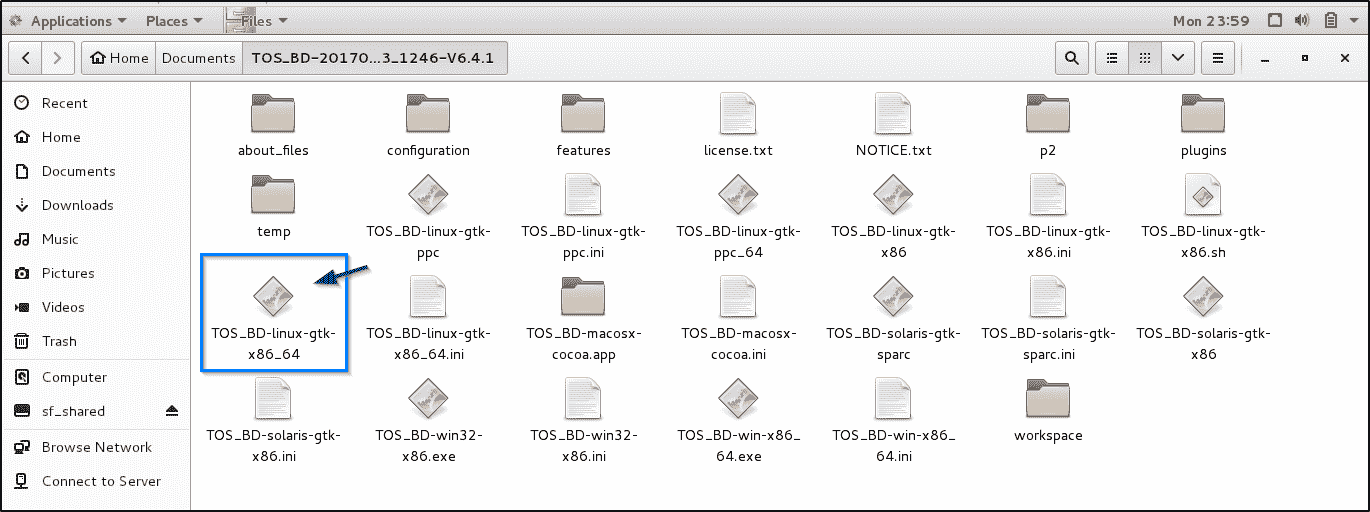 Applications Places Files Mon 23:59
Home Documents TOS_BD-20170...3_1246-V6.4.1
Recent
Home
Documents
Downloads
Music
Pictures
Videos
Trash
Computer
sf_shared
Browse Network
Connect to Server
about_files configuration features license.txt NOTICE.txt p2 plugins
temp TOS_BD-linux-gtk- TOS_BD-linux-gtk- TOS_BD-linux-gtk- TOS_BD-linux-gtk- TOS_BD-linux-gtk- TOS_BD-linux-gtk-
ppc ppc.ini ppc_64 x86 x86.ini x86.sh
TOS_BD-linux-gtk- TOS_BD-linux-gtk- TOS_BD-macosx- TOS_BD-macosx- TOS_BD-solaris-gtk- TOS_BD-solaris-gtk- TOS_BD-solaris-gtk-
x86_64 x86_64.ini cocoa.app cocoa.ini sparc sparc.ini x86
TOS_BD-solaris-gtk- TOS_BD-win32- TOS_BD-win32- TOS_BD-win-x86_ TOS_BD-win-x86_ workspace
x86.ini x86.exe x86.ini 64.exe 64.ini